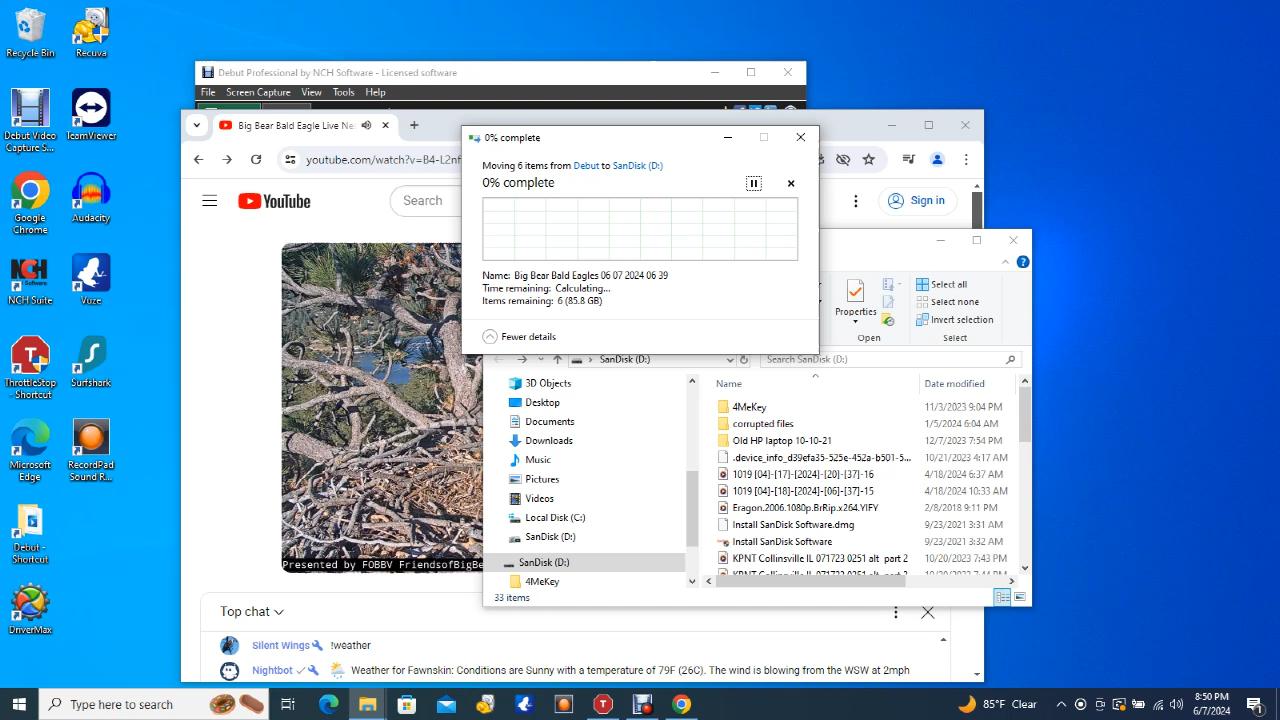 Recycle Bin
Recuva
Debut Video
Capture S...
TeamViewer
Google
Chrome
Audacity
NCH Suite
Vuze
ThrottleStop
- Shortcut
Surfshark
Microsoft
Edge
RecordPad
Sound R...
Debut -
Shortcut
DriverMax
Debut Professional by NCH Software - Licensed software
File Screen Capture View Tools Help
Big Bear Bald Eagle Live Ne
youtube.com/watch?v=B4-L2nf
YouTube
Search
Sign in
Presented by FOBBV FriendsofBigBe
Top chat
Silent Wings !weather
Nightbot Weather for Fawnskin: Conditions are Sunny with a temperature of 79F (26C). The wind is blowing from the WSW at 2mph
0% complete
Moving 6 items from Debut to SanDisk (D:)
0% complete
Name: Big Bear Bald Eagles 06 07 2024 06 39
Time remaining: Calculating...
Items remaining: 6 (85.8 GB)
Fewer details
Properties
Open
Select all
Select none
Invert selection
Select
SanDisk (D:)
Search SanDisk (D:)
3D Objects
Desktop
Documents
Downloads
Music
Pictures
Videos
Local Disk (C:)
SanDisk (D:)
SanDisk (D:)
4MeKey
Name Date modified
4MeKey 11/3/2023 9:04 PM
corrupted files 1/5/2024 6:04 AM
Old HP laptop 10-10-21 12/7/2023 7:54 PM
.device_info_d39efa35-525e-452a-b501-5... 10/21/2023 4:17 AM
1019 [04]-[17]-[2024]-[20]-[37]-16 4/18/2024 6:37 AM
1019 [04]-[18]-[2024]-[06]-[37]-15 4/18/2024 10:33 AM
Eragon.2006.1080p.BrRip.x264.YIFY 2/8/2018 9:11 PM
Install SanDisk Software.dmg 9/23/2021 3:31 AM
Install SanDisk Software 9/23/2021 3:32 AM
KPNT Collinsville IL 071723 0251 alt part 2 10/20/2023 7:43 PM
33 items
Type here to search
85°F Clear
8:50 PM
6/7/2024
1